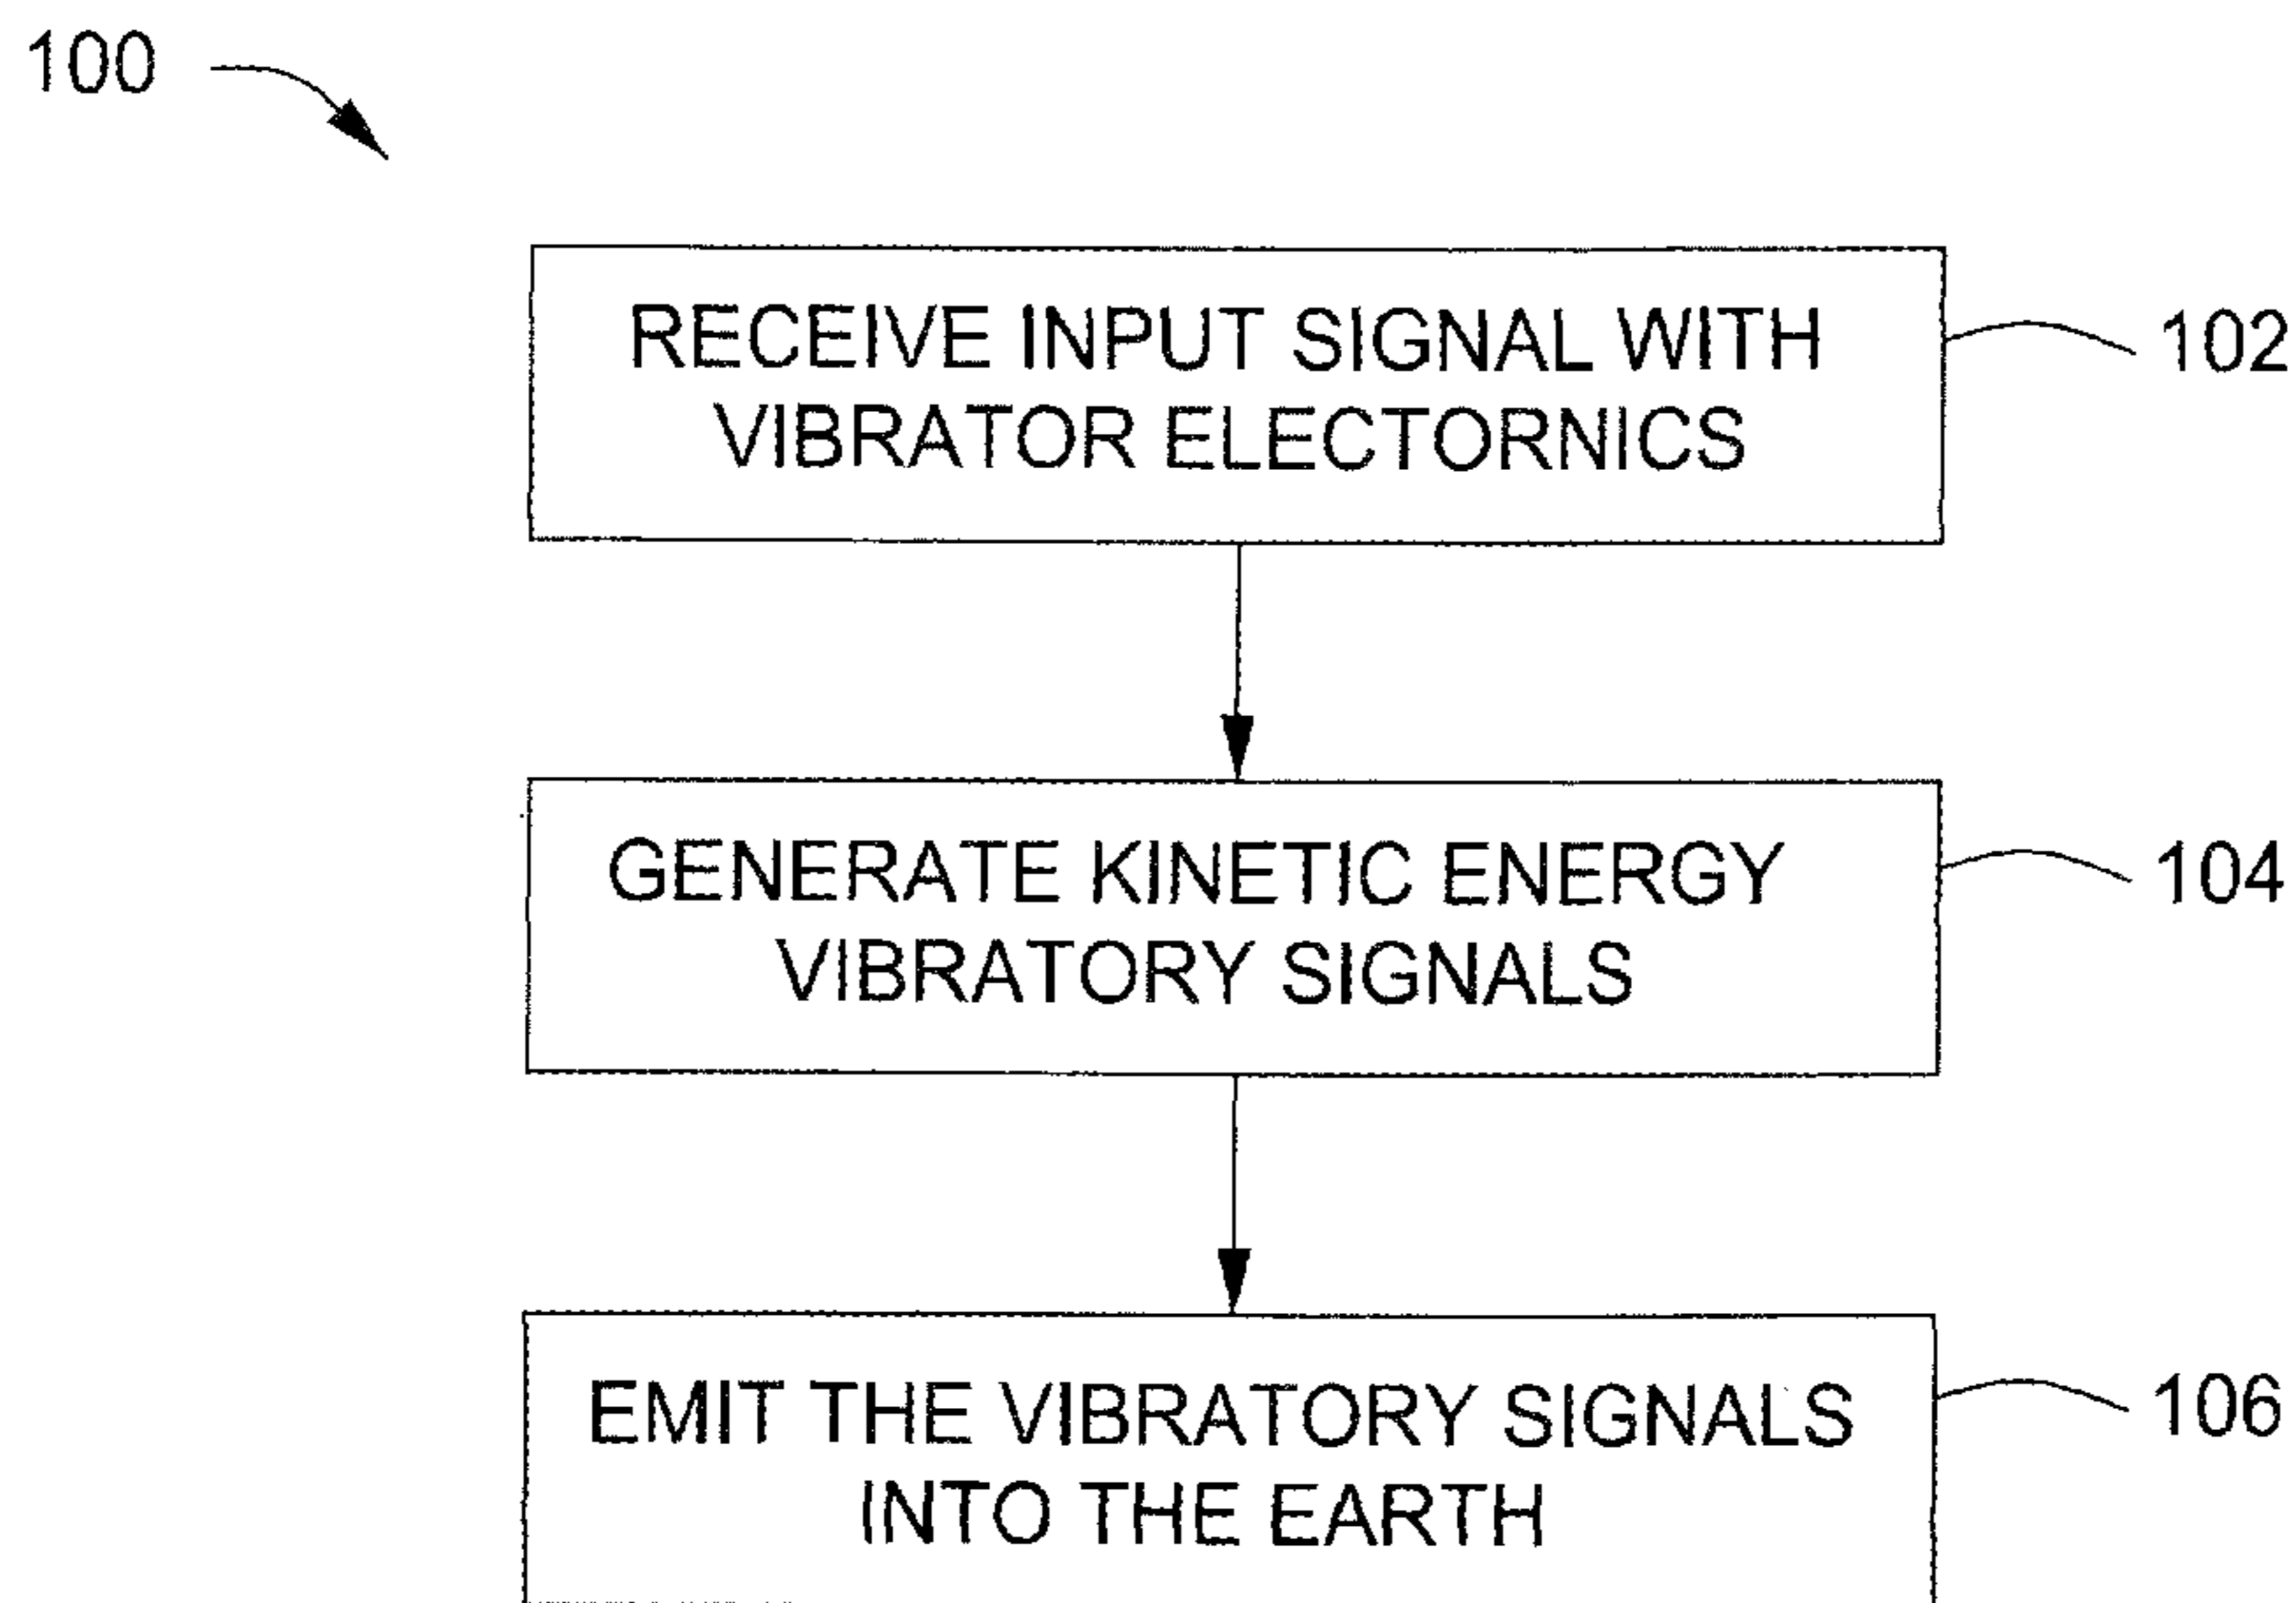 100
RECEIVE INPUT SIGNAL WITH
VIBRATOR ELECTORNICS
102
GENERATE KINETIC ENERGY
VIBRATORY SIGNALS
104
EMIT THE VIBRATORY SIGNALS
INTO THE EARTH
106